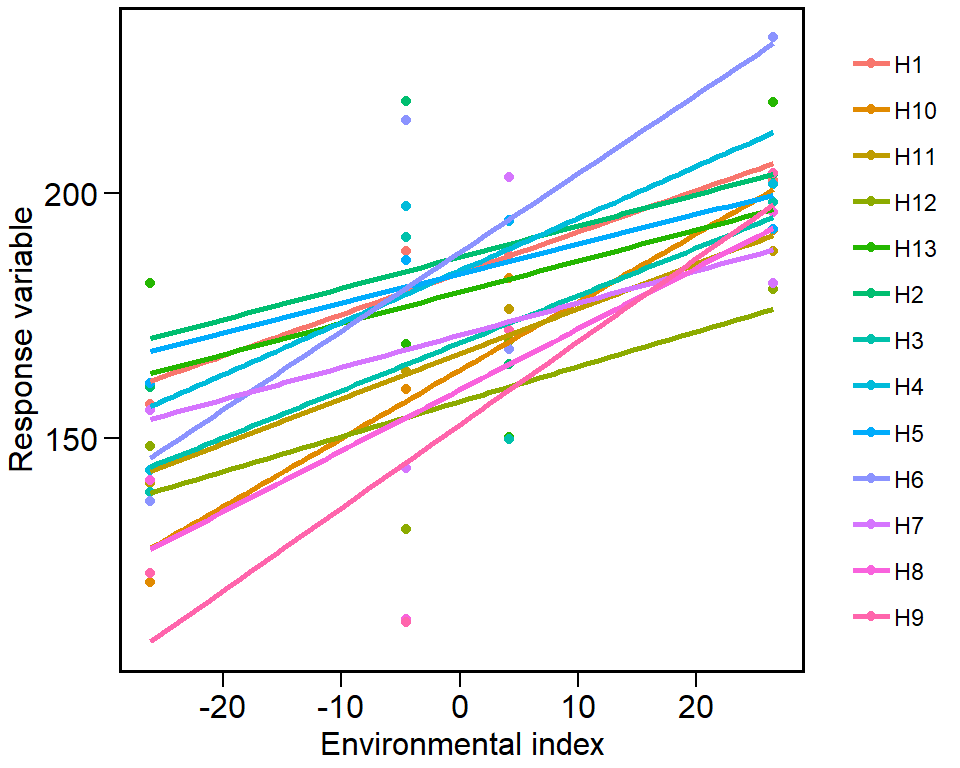 Response variable
200
150
-20
-10
0
10
20
Environmental index
H1
H10
H11
H12
H13
H2
H3
H4
H5
H6
H7
H8
H9